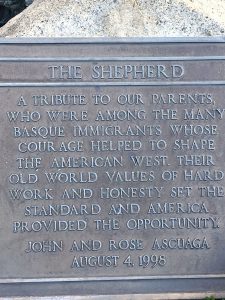 THE SHEPHERD
A TRIBUTE TO OUR PARENTS,
WHO WERE AMONG THE MANY
BASQUE IMMIGRANTS WHOSE
COURAGE HELPED TO SHAPE
THE AMERICAN WEST. THEIR
OLD WORLD VALUES OF HARD
WORK AND HONESTY SET THE
STANDARD AND AMERICA
PROVIDED THE OPPORTUNITY.
JOHN AND ROSE ASCUAGA
AUGUST 4, 1998